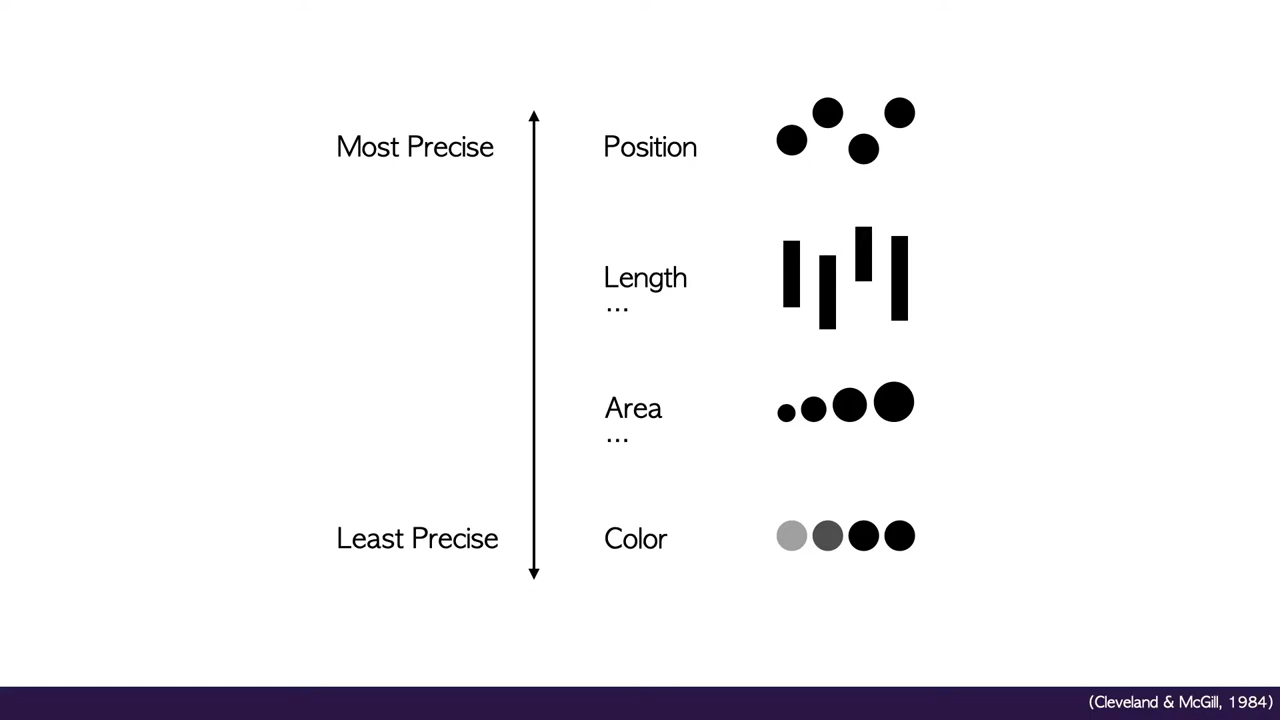 Most Precise
Position
Length
...
Area
...
Least Precise
Color
(Cleveland & McGill, 1984)